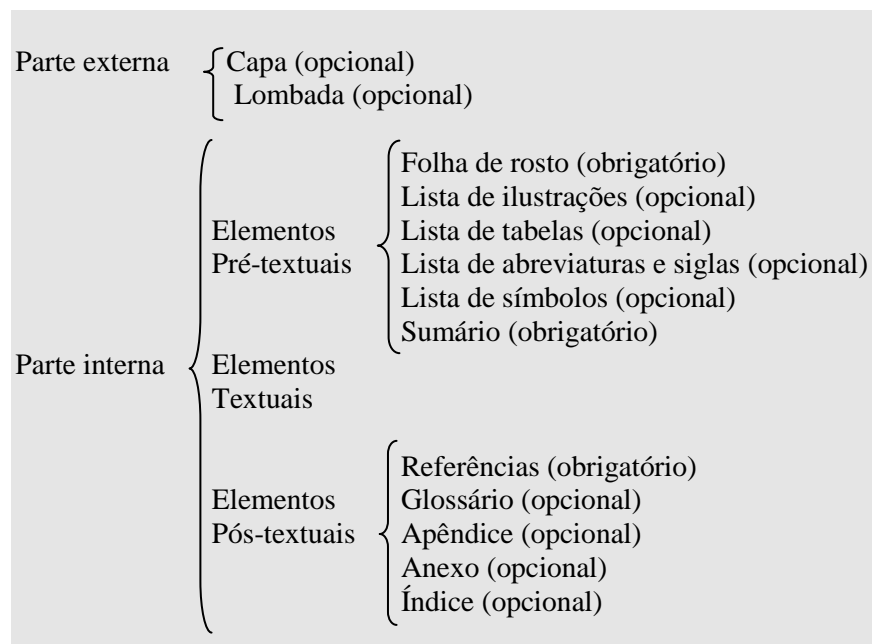 Parte externa
Capa (opcional)
Lombada (opcional)
Parte interna
Elementos
Pré-textuais
Folha de rosto (obrigatório)
Lista de ilustrações (opcional)
Lista de tabelas (opcional)
Lista de abreviaturas e siglas (opcional)
Lista de símbolos (opcional)
Sumário (obrigatório)
Elementos
Textuais
Elementos
Pós-textuais
Referências (obrigatório)
Glossário (opcional)
Apêndice (opcional)
Anexo (opcional)
Índice (opcional)